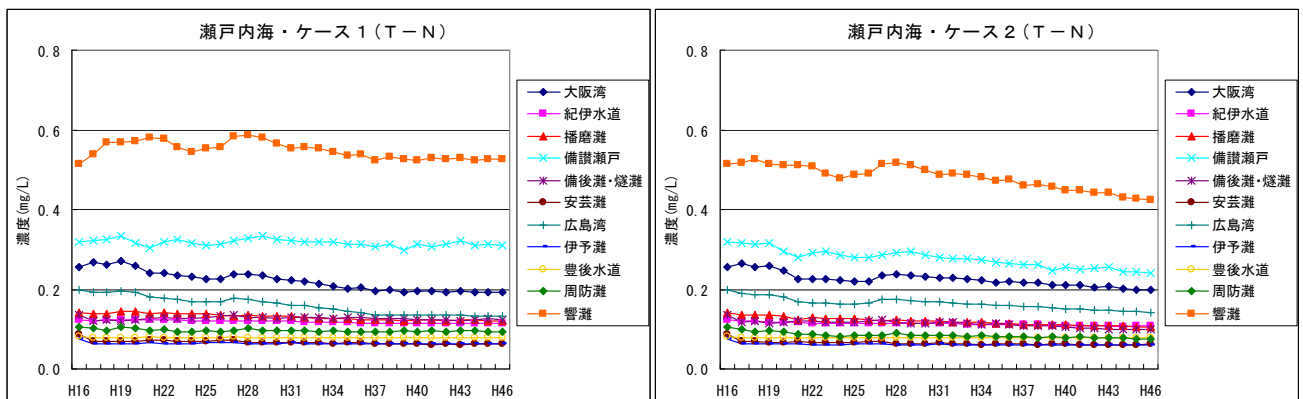 瀬戸内海・ケース１(Ｔ－Ｎ)
濃度(mg/L)
0.8
0.6
0.4
0.2
0.0
H16 H19 H22 H25 H28 H31 H34 H37 H40 H43 H46
大阪湾
紀伊水道
播磨灘
備讃瀬戸
備後灘・燧灘
安芸灘
広島湾
伊予灘
豊後水道
周防灘
響灘
瀬戸内海・ケース２(Ｔ－Ｎ)
濃度(mg/L)
0.8
0.6
0.4
0.2
0.0
H16 H19 H22 H25 H28 H31 H34 H37 H40 H43 H46
大阪湾
紀伊水道
播磨灘
備讃瀬戸
備後灘・燧灘
安芸灘
広島湾
伊予灘
豊後水道
周防灘
響灘